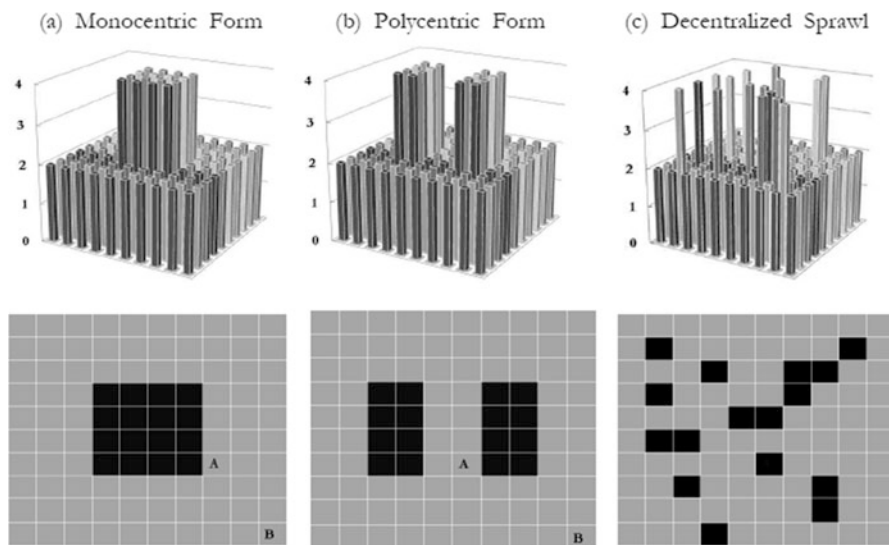 (a) Monocentric Form (b) Polycentric Form (c) Decentralized Sprawl
4 4 4
3 3 3
2 2 2
1 1 1
0 0 0
A A
B B